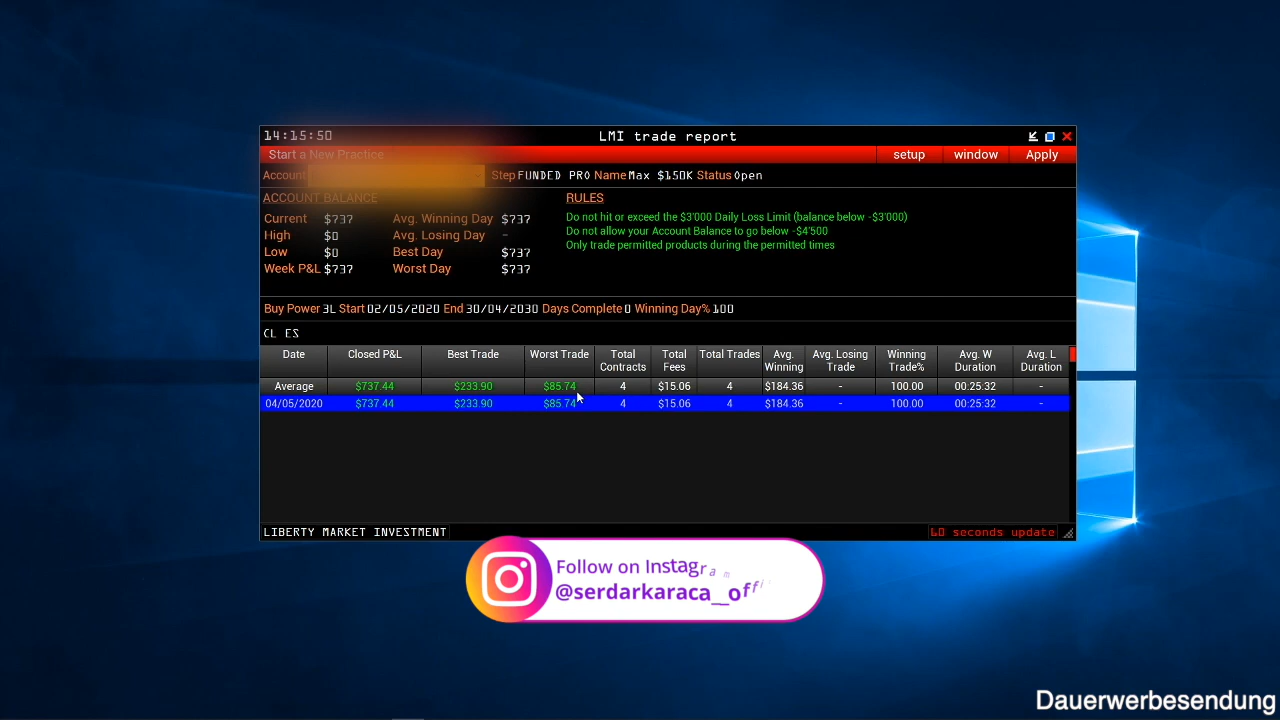 14:15:50
LMI trade report
Start a New Practice
setup window Apply
Account Step FUNDED PRO Name Max $150K Status Open
ACCOUNT BALANCE
RULES
Current $737 Avg. Winning Day $737
High $0 Avg. Losing Day -
Low $0 Best Day $737
Week P&L $737 Worst Day $737
Do not hit or exceed the $3'000 Daily Loss Limit (balance below -$3'000)
Do not allow your Account Balance to go below -$4'500
Only trade permitted products during the permitted times
Buy Power 3L Start 02/05/2020 End 30/04/2030 Days Complete 0 Winning Day% 100
CL ES
Date Closed P&L Best Trade Worst Trade Total Contracts Total Fees Total Trades Avg. Winning Avg. Losing Trade Winning Trade% Avg. W Duration Avg. L Duration
Average $737.44 $233.90 $85.74 4 $15.06 4 $184.36 - 100.00 00:25:32 -
04/05/2020 $737.44 $233.90 $85.74 4 $15.06 4 $184.36 - 100.00 00:25:32 -
LIBERTY MARKET INVESTMENT
60 seconds update
Follow on Instagram
@serdarkaraca_offi
Dauerwerbesendung